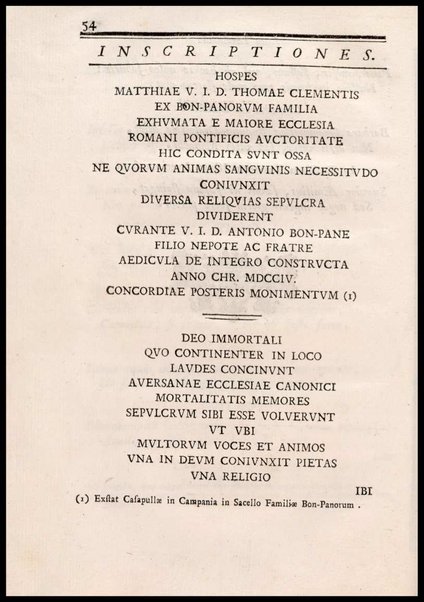 54
INSCRIPTIONES.
HOSPES
MATTHIAE V. I. D. THOMAE CLEMENTIS
EX BON-PANORVM FAMILIA
EXHVMATA E MAIORE ECCLESIA
ROMANI PONTIFICIS AVCTORITATE
HIC CONDITA SVNT OSSA
NE QVORVM ANIMAS SANGVINIS NECESSITVDO
CONIVNXIT
DIVERSA RELIQVIAS SEPVLCRA
DIVIDERENT
CVRANTE V. I. D. ANTONIO BON-PANE
FILIO NEPOTE AC FRATRE
AEDICVLA DE INTEGRO CONSTRVCTA
ANNO CHR. MDCCIV.
CONCORDIAE POSTERIS MONIMENTVM (1)
DEO IMMORTALI
QVO CONTINENTER IN LOCO
LAVDES CONCINVNT
AVERSANAE ECCLESIAE CANONICI
MORTALITATIS MEMORES
SEPVLCRVM SIBI ESSE VOLVERVNT
VT VBI
MVLTORVM VOCES ET ANIMOS
VNA IN DEVM CONIVNXIT PIETAS
VNA RELIGIO
IBI
(1) Exſtat Caſapullæ in Campania in Sacello Familiæ Bon-Panorum .